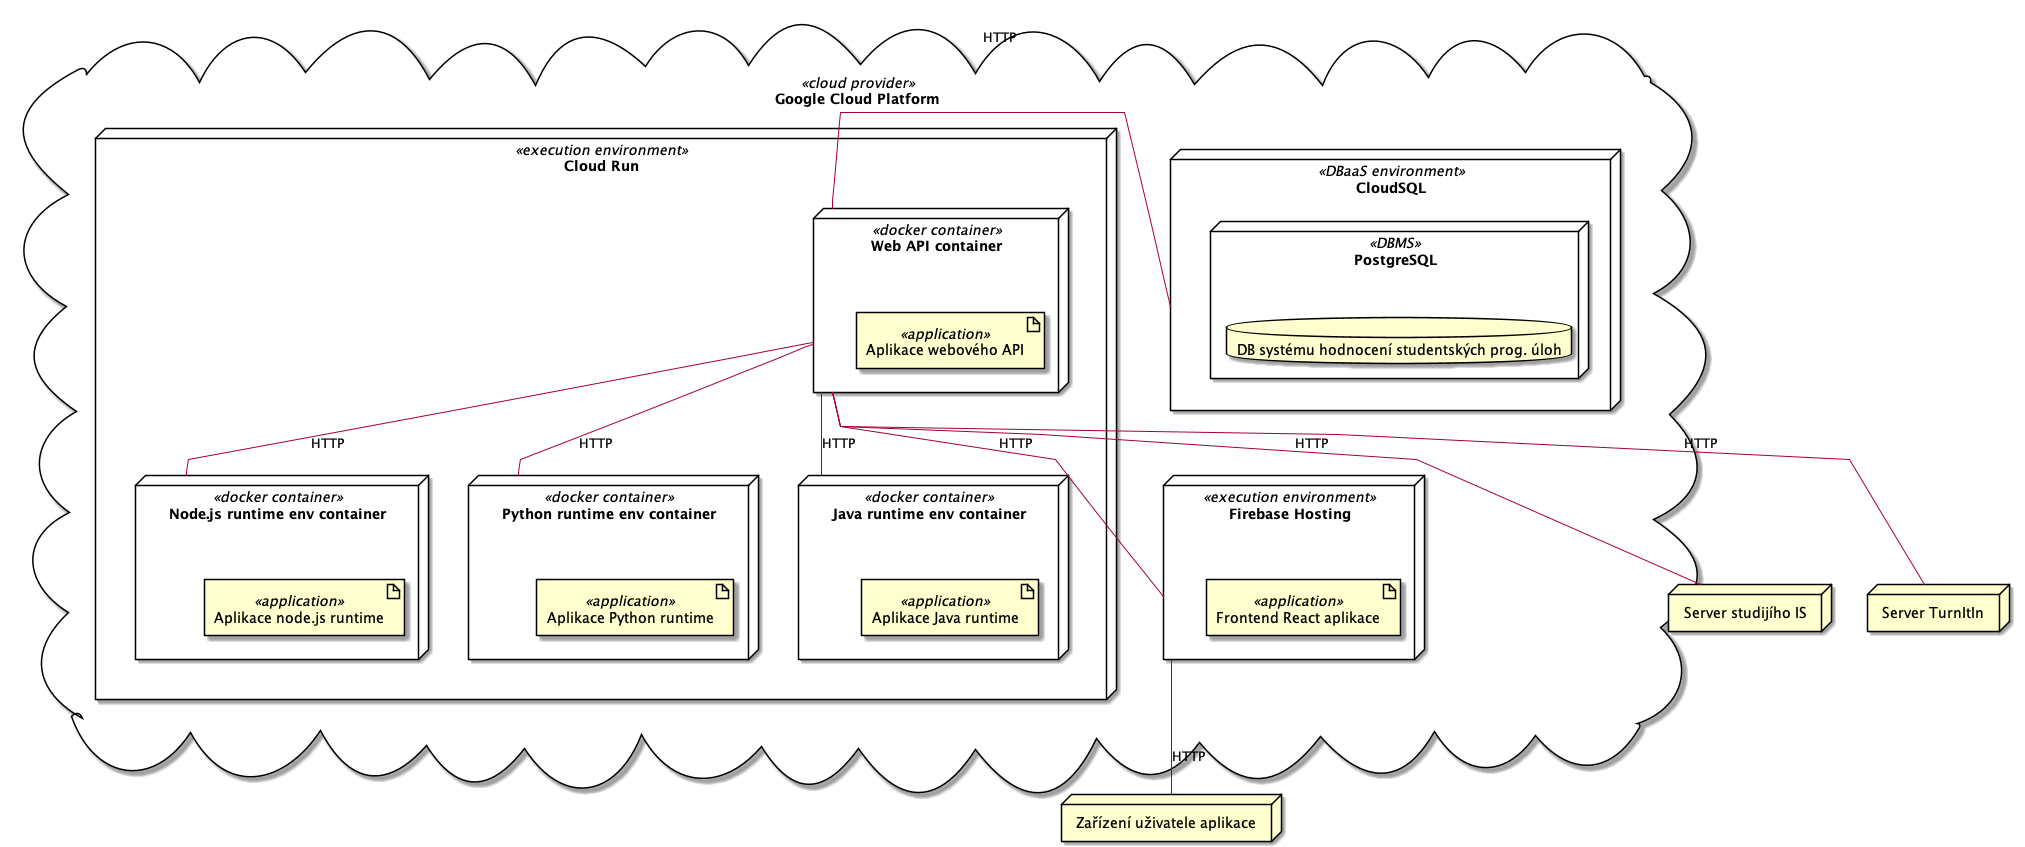 HTTP
«cloud provider»
Google Cloud Platform
«execution environment»
Cloud Run
«DBaaS environment»
CloudSQL
«docker container»
Web API container
«DBMS»
PostgreSQL
«application»
Aplikace webového API
DB systému hodnocení studentských prog. úloh
HTTP
HTTP
HTTP
HTTP
HTTP
HTTP
«docker container»
Node.js runtime env container
«docker container»
Python runtime env container
«docker container»
Java runtime env container
«execution environment»
Firebase Hosting
«application»
Aplikace node.js runtime
«application»
Aplikace Python runtime
«application»
Aplikace Java runtime
«application»
Frontend React aplikace
Server studijího IS
Server TurnItIn
HTTP
Zařízení uživatele aplikace